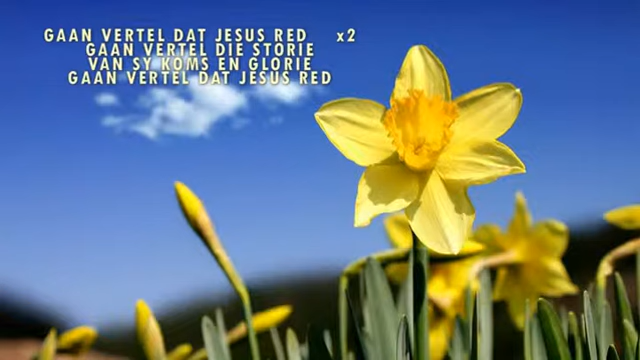 GAAN VERTEL DAT JESUS RED x2
GAAN VERTEL DIE STORIE
VAN SY KOMS EN GLORIE
GAAN VERTEL DAT JESUS RED